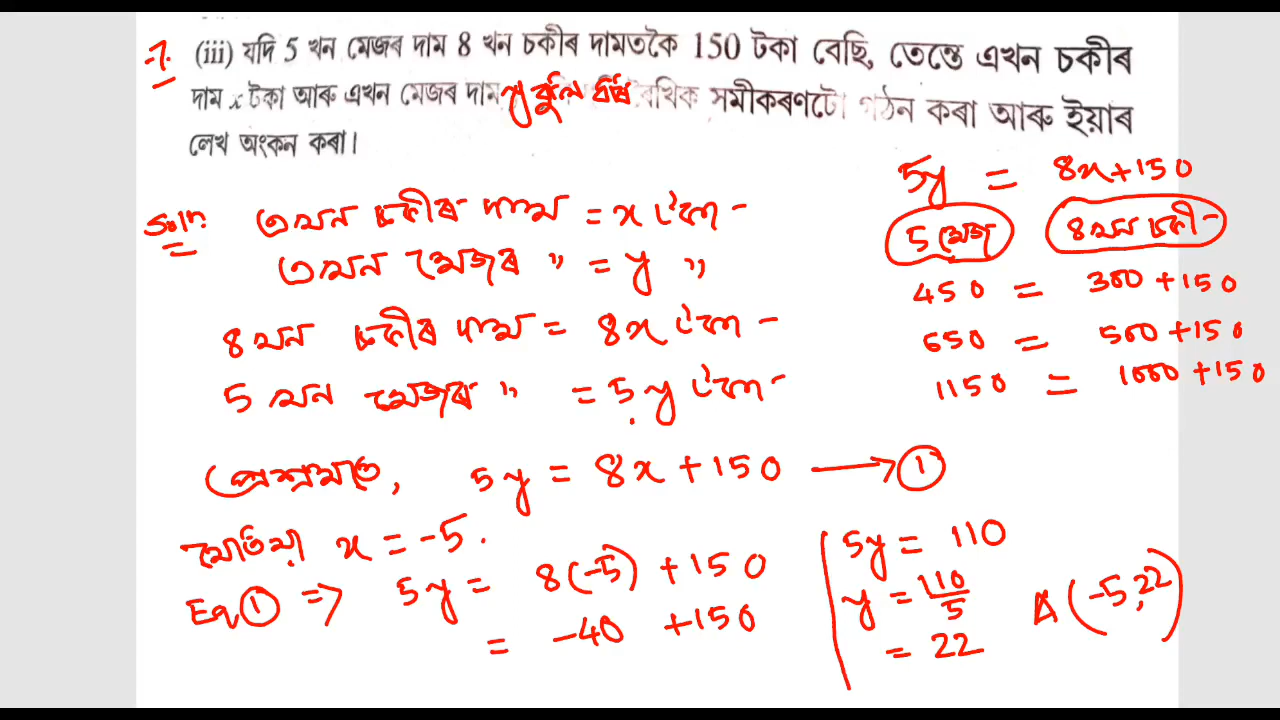 7. (iii) যদি 5 খন মেজৰ দাম 8 খন চকীৰ দামতকৈ 150 টকা বেছি, তেন্তে এখন চকীৰ
দাম x টকা আৰু এখন মেজৰ দাম y ৰৈখিক সমীকৰণটো গঠন কৰা আৰু ইয়াৰ
লেখ অংকন কৰা।
Soln. এখন চকীৰ দাম = x টকা
এখন মেজৰ " = y "
8 খন চকীৰ দাম = 8x টকা
5 খন মেজৰ " = 5y টকা
প্ৰশ্নমতে, 5y = 8x + 150 → ①
যেতিয়া x = -5.
Eq ① ⇒ 5y = 8(-5) + 150
= -40 + 150
5y = 8x + 150
5 মেজ 8 খন চকী
450 = 300 + 150
650 = 500 + 150
1150 = 1000 + 150
5y = 110
y = 110/5
= 22
A (-5, 22)